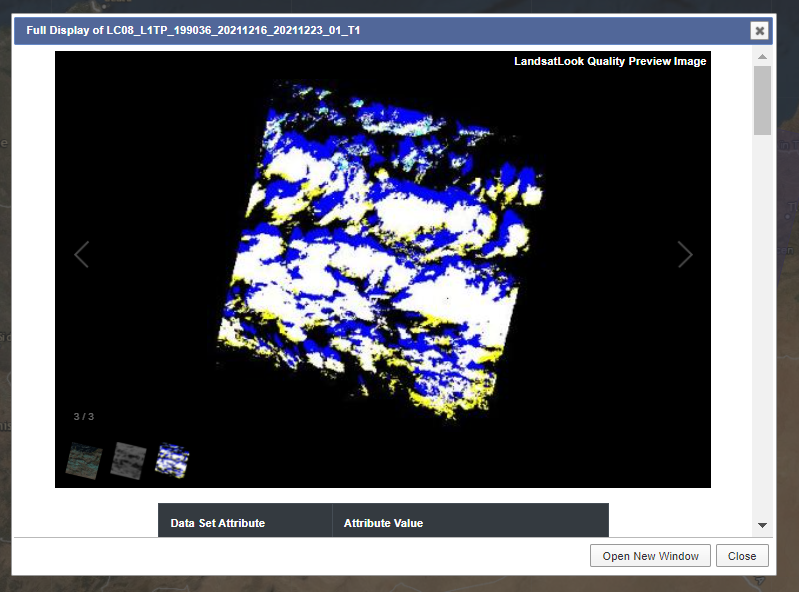 Full Display of LC08_L1TP_199036_20211216_20211223_01_T1
LandsatLook Quality Preview Image
3 / 3
Data Set Attribute
Attribute Value
Open New Window
Close